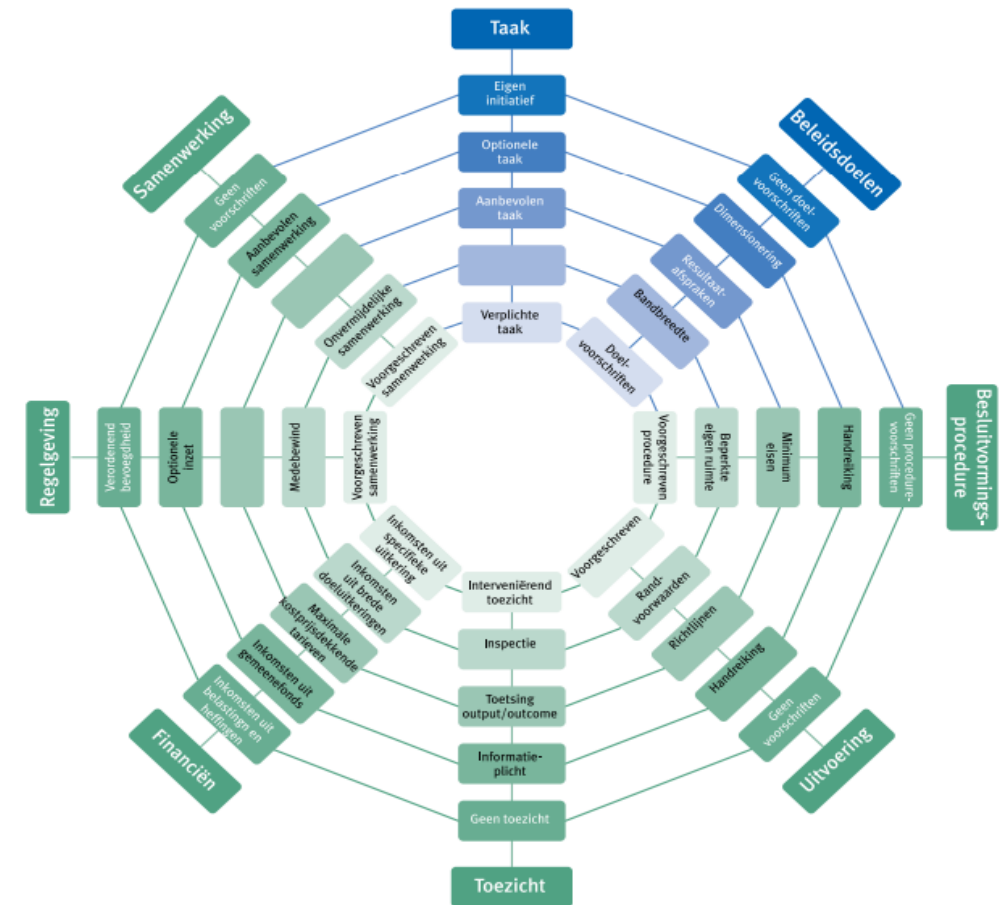 Taak
Eigen
initiatief
Optionele
taak
Aanbevolen
taak
Verplichte
taak
Beleidsdoelen
Geen doel-
voorschriften
Dimensionering
Resultaat-
afspraken
Bandbreedte
Doel-
voorschriften
Besluitvormings-
procedure
Geen procedure-
voorschriften
Handreiking
Minimum
eisen
Beperkte
eigen ruimte
Voorgeschreven
procedure
Uitvoering
Geen
voorschriften
Handreiking
Richtlijnen
Rand-
voorwaarden
Voorgeschreven
Interveniërend
toezicht
Inspectie
Toetsing
output/outcome
Informatie-
plicht
Geen toezicht
Toezicht
Inkomsten uit
specifieke
uitkering
Inkomsten
uit brede
doeluitkeringen
Maximale
kostprijsdekkende
tarieven
Inkomsten uit
gemeenefonds
Inkomsten uit
belastingn en
heffingen
Financiën
Regelgeving
Verordenend
bevoegdheid
Optionele
inzet
Medebewind
Voorgeschreven
samenwerking
Samenwerking
Geen
voorschriften
Aanbevolen
samenwerking
Onvermijdelijke
samenwerking
Voorgeschreven
samenwerking